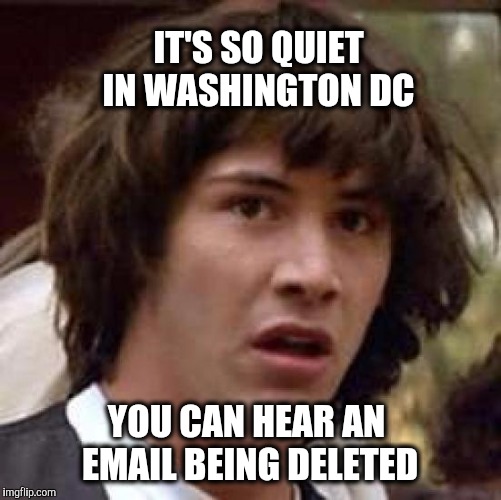 IT'S SO QUIET
IN WASHINGTON DC
YOU CAN HEAR AN
EMAIL BEING DELETED
imgflip.com